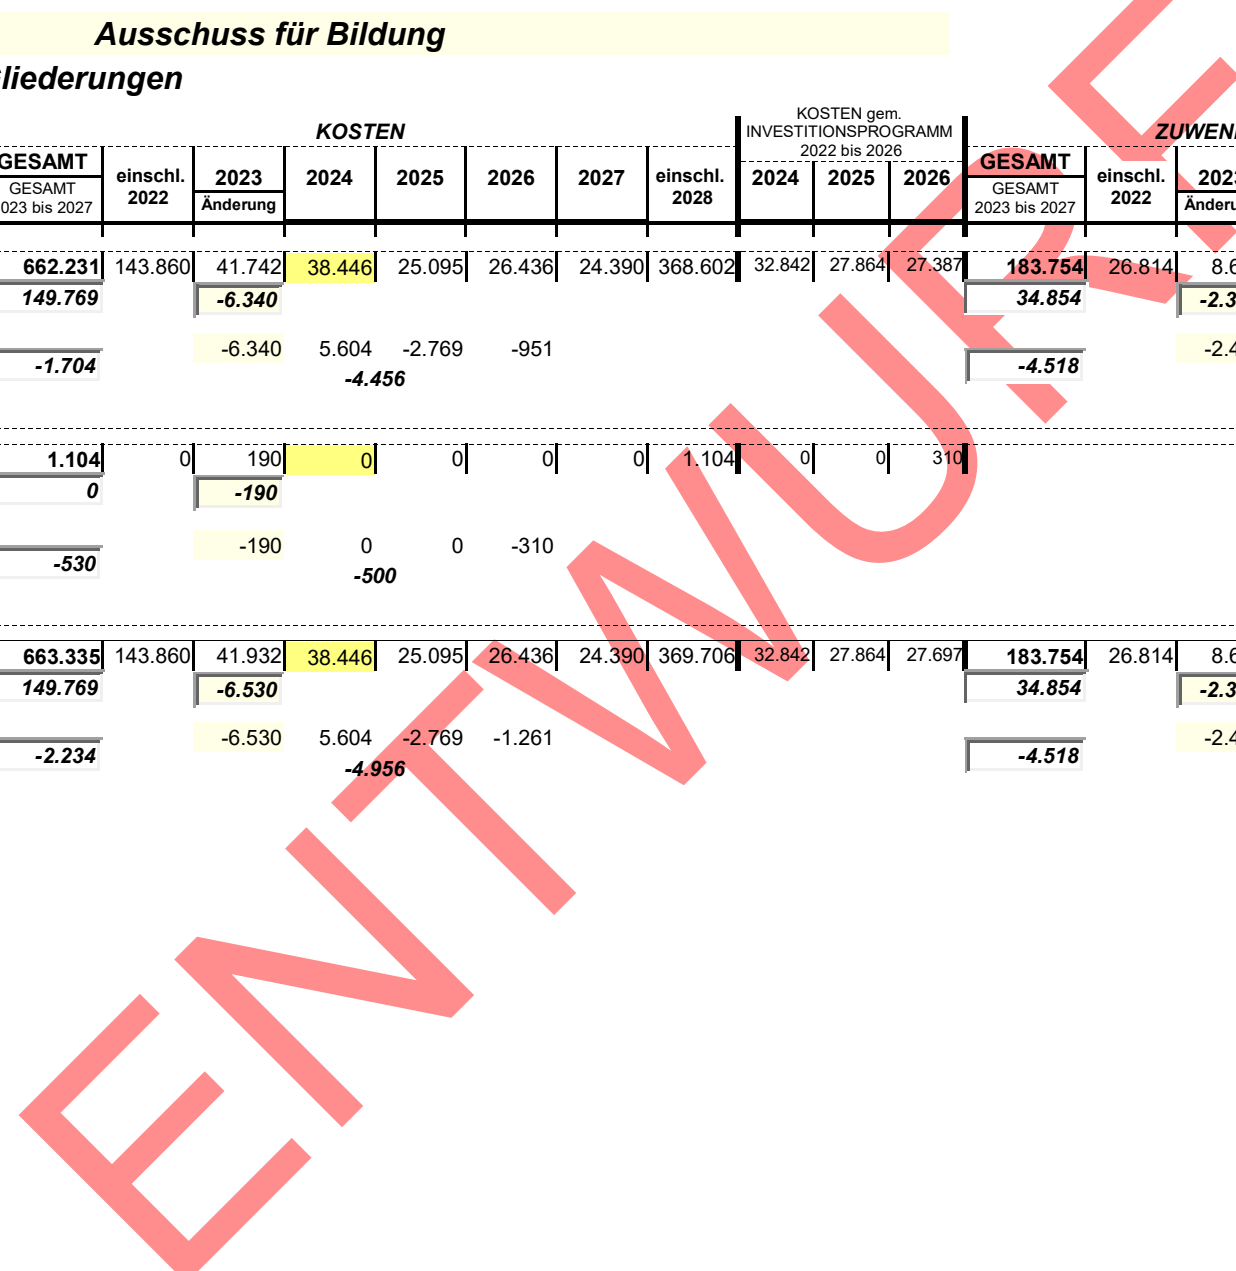 Ausschuss für Bildung
liederungen
KOSTEN
KOSTEN gem.
INVESTITIONSPROGRAMM
2022 bis 2026
GESAMT
GESAMT
023 bis 2027
einschl.
2022
2023
Änderung
2024
2025
2026
2027
einschl.
2028
2024
2025
2026
GESAMT
GESAMT
2023 bis 2027
einschl.
2022
662.231 143.860 41.742 38.446 25.095 26.436 24.390 368.602 32.842 27.864 27.387 183.754 26.814
149.769 -6.340 34.854
-6.340 5.604 -2.769 -951
-1.704 -4.518
-4.456
1.104 0 190 0 0 0 0 1.104 0 0 310
0 -190
-190 0 0 -310
-530
-500
663.335 143.860 41.932 38.446 25.095 26.436 24.390 369.706 32.842 27.864 27.697 183.754 26.814
149.769 -6.530 34.854
-6.530 5.604 -2.769 -1.261
-2.234 -4.518
-4.956
ENTWURF